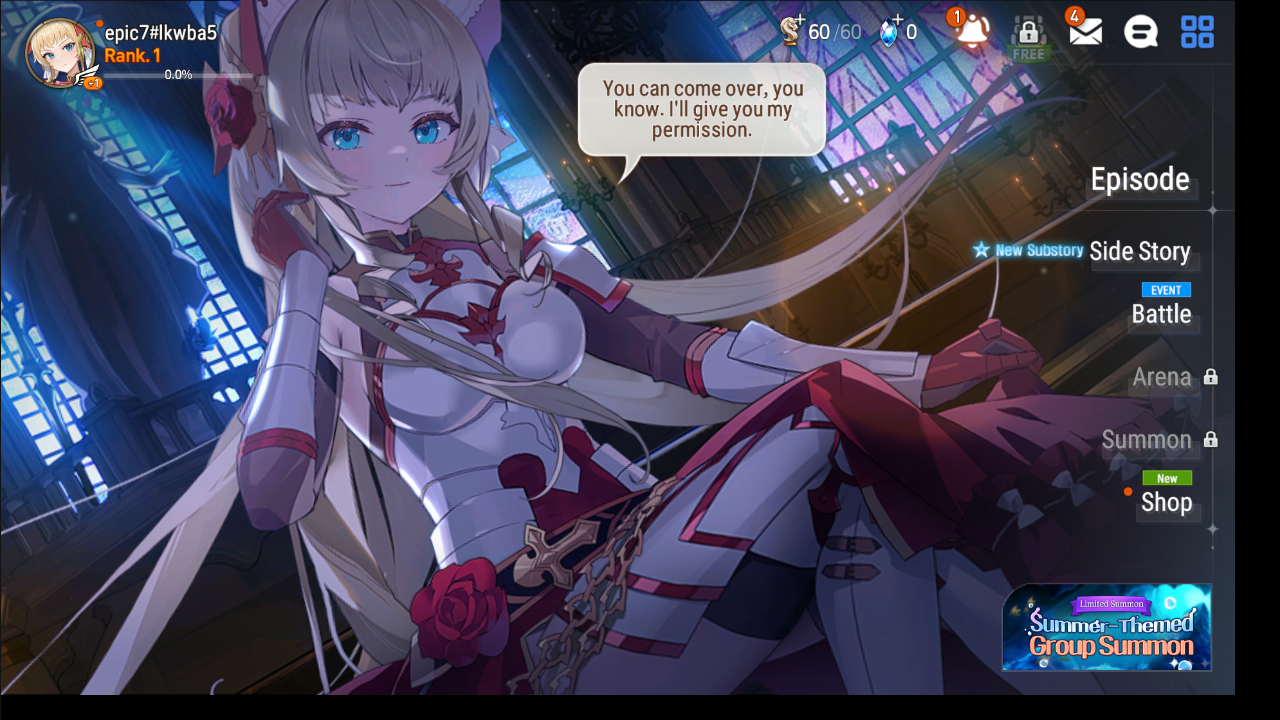 epic7#lkwba5
Rank.1
+1
0.0%
60/60
0
1
FREE
4
You can come over, you
know. I'll give you my
permission.
Episode
New Substory Side Story
EVENT
Battle
Arena
Summon
New
Shop
Limited Summon
Summer-Themed
Group Summon